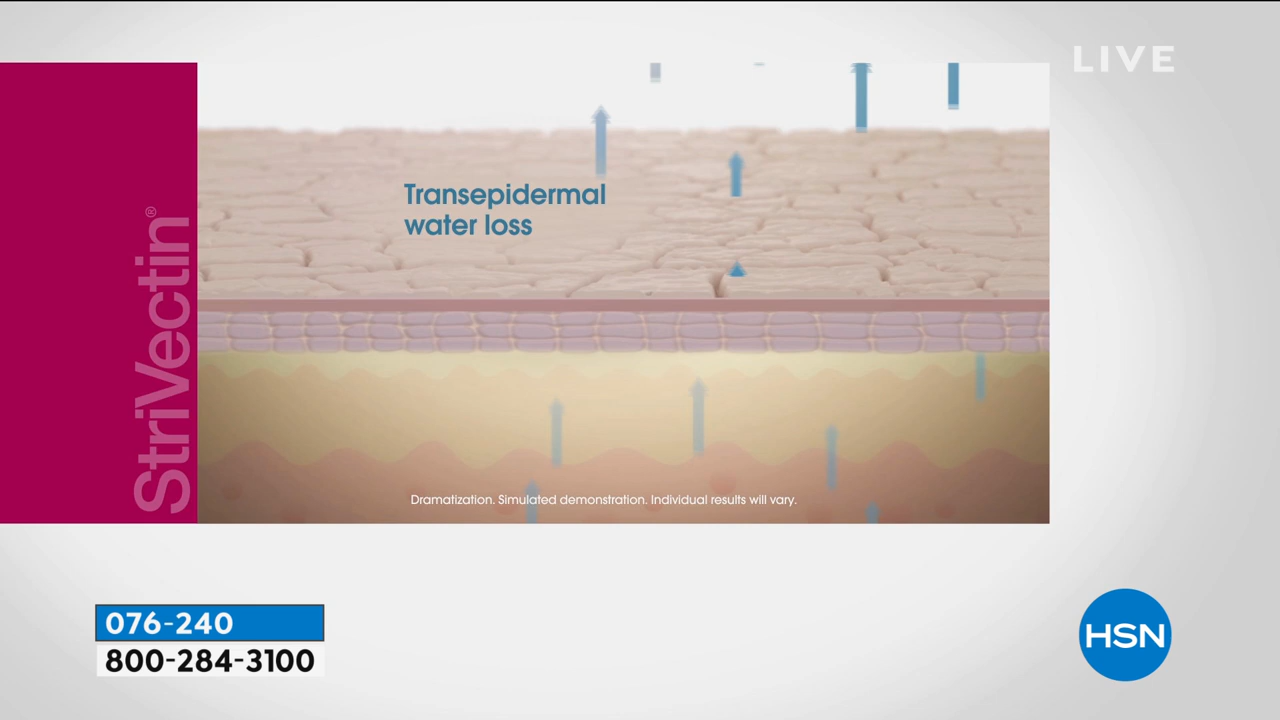 LIVE
StriVectin®
Transepidermal
water loss
Dramatization. Simulated demonstration. Individual results will vary.
076-240
800-284-3100
HSN